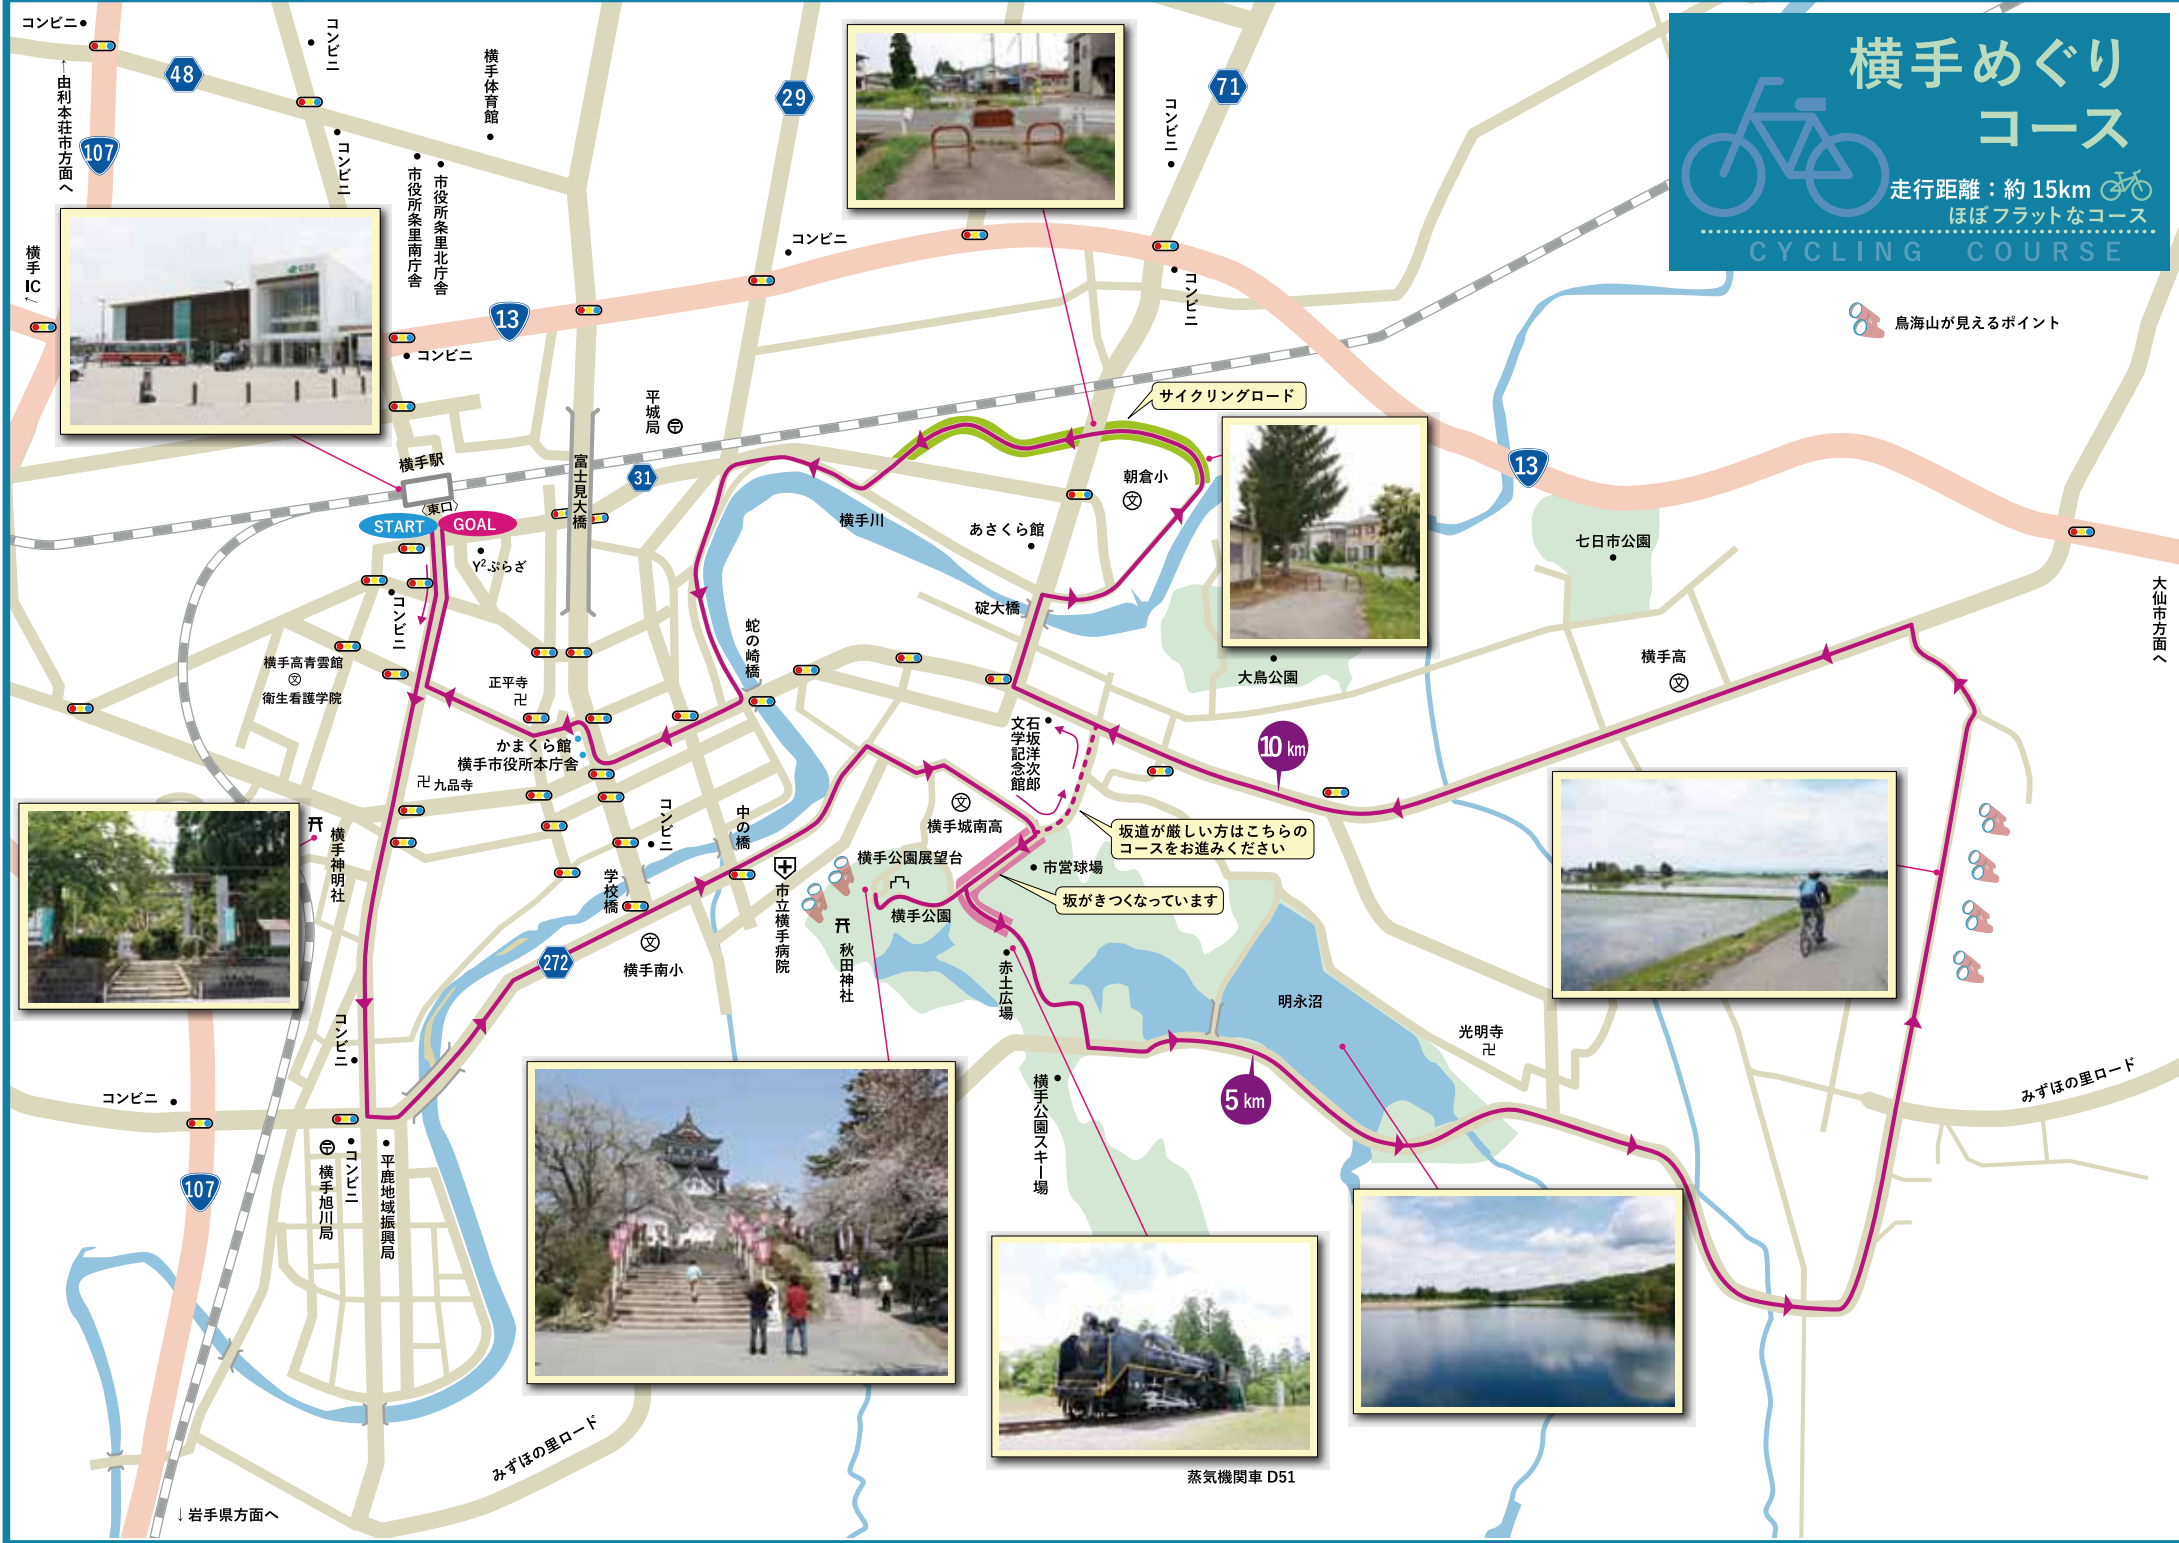 横手めぐり
コース
走行距離：約 15km
ほぼフラットなコース
CYCLING COURSE
コンビニ
48
コンビニ
横手体育館
29
71
コンビニ
←由利本荘市方面へ
107
コンビニ
市役所条里南庁舎
市役所条里北庁舎
コンビニ
横手IC
←
13
コンビニ
コンビニ
鳥海山が見えるポイント
平城局
サイクリングロード
横手駅
〈東口〉
START
GOAL
富士見大橋
31
朝倉小
文
13
横手川
あさくら館
七日市公園
Y²ぷらざ
コンビニ
碇大橋
大仙市方面へ
蛇の崎橋
横手高青雲館
文
衛生看護学院
正平寺
卍
大鳥公園
横手高
文
かまくら館
横手市役所本庁舎
石坂洋次郎
文学記念館
10 km
卍 九品寺
コンビニ
中の橋
文
横手城南高
坂道が厳しい方はこちらの
コースをお進みください
横手神明社
横手公園展望台
市営球場
学校橋
市立横手病院
坂がきつくなっています
横手公園
272
文
横手南小
秋田神社
赤土広場
明永沼
光明寺
卍
コンビニ
コンビニ
5 km
横手公園スキー場
みずほの里ロード
107
横手旭川局
コンビニ
平鹿地域振興局
みずほの里ロード
蒸気機関車 D51
↓岩手県方面へ